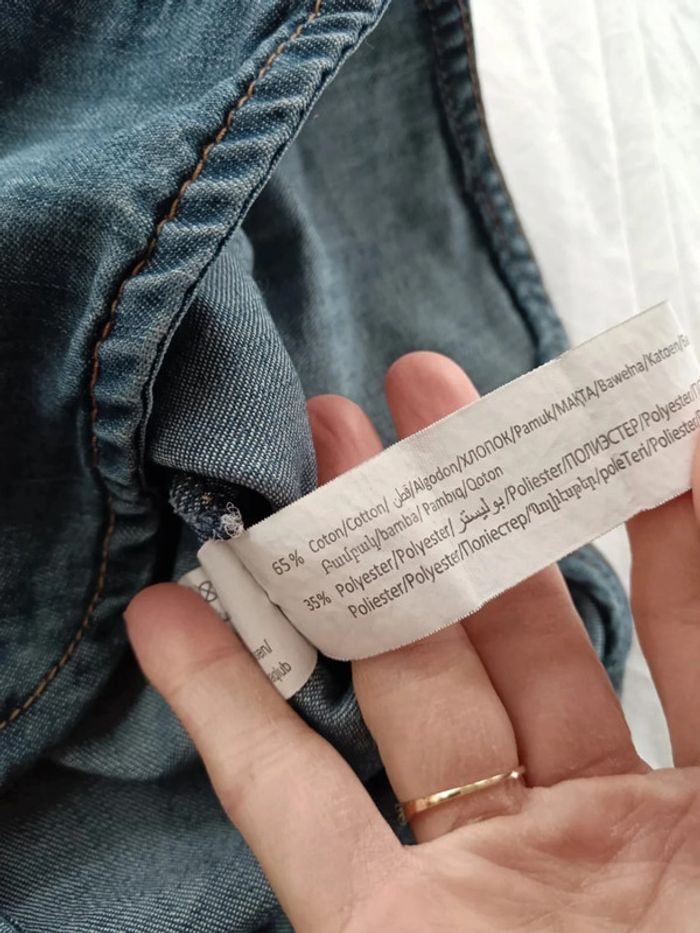 65% Coton/Cotton/ قطن /Algodon/ХЛОПОК/Pamuk/МАҚТА/Bawełna/Katoen/
Բամբակ/bamba/ Pambıq/Qoton
35% Polyester/Polyester/ بوليستر /Poliester/ПОЛИЭСТЕР/Polyester/
Poliester/Polyester/Поліестер/Պոլիէսթեր/poleTeri/Poliester